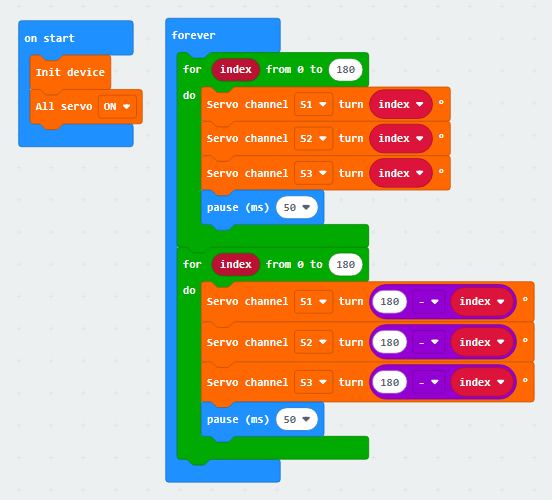 on start
Init device
All servo ON
forever
for index from 0 to 180
do
Servo channel S1 turn index °
Servo channel S2 turn index °
Servo channel S3 turn index °
pause (ms) 50
for index from 0 to 180
do
Servo channel S1 turn 180 - index °
Servo channel S2 turn 180 - index °
Servo channel S3 turn 180 - index °
pause (ms) 50